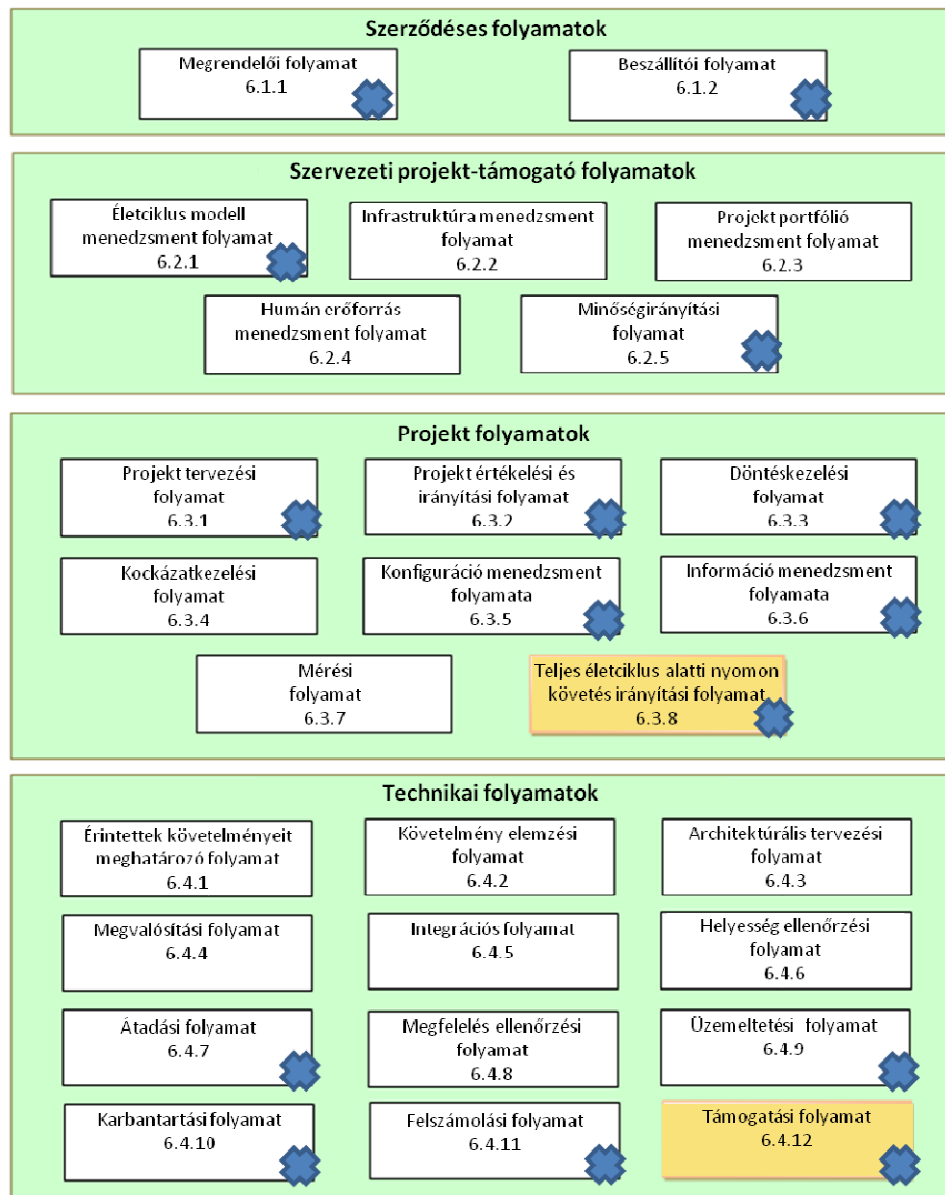 Szerződéses folyamatok
Megrendelői folyamat
6.1.1
Beszállítói folyamat
6.1.2
Szervezeti projekt-támogató folyamatok
Életciklus modell
menedzsment folyamat
6.2.1
Infrastruktúra menedzsment
folyamat
6.2.2
Projekt portfólió
menedzsment folyamat
6.2.3
Humán erőforrás
menedzsment folyamat
6.2.4
Minőségirányítási
folyamat
6.2.5
Projekt folyamatok
Projekt tervezési
folyamat
6.3.1
Projekt értékelési és
irányítási folyamat
6.3.2
Döntéskezelési
folyamat
6.3.3
Kockázatkezelési
folyamat
6.3.4
Konfiguráció menedzsment
folyamata
6.3.5
Információ menedzsment
folyamata
6.3.6
Mérési
folyamat
6.3.7
Teljes életciklus alatti nyomon
követés irányítási folyamat
6.3.8
Technikai folyamatok
Érintettek követelményeit
meghatározó folyamat
6.4.1
Követelmény elemzési
folyamat
6.4.2
Architektúrális tervezési
folyamat
6.4.3
Megvalósítási folyamat
6.4.4
Integrációs folyamat
6.4.5
Helyesség ellenőrzési
folyamat
6.4.6
Átadási folyamat
6.4.7
Megfelelés ellenőrzési
folyamat
6.4.8
Üzemeltetési folyamat
6.4.9
Karbantartási folyamat
6.4.10
Felszámolási folyamat
6.4.11
Támogatási folyamat
6.4.12